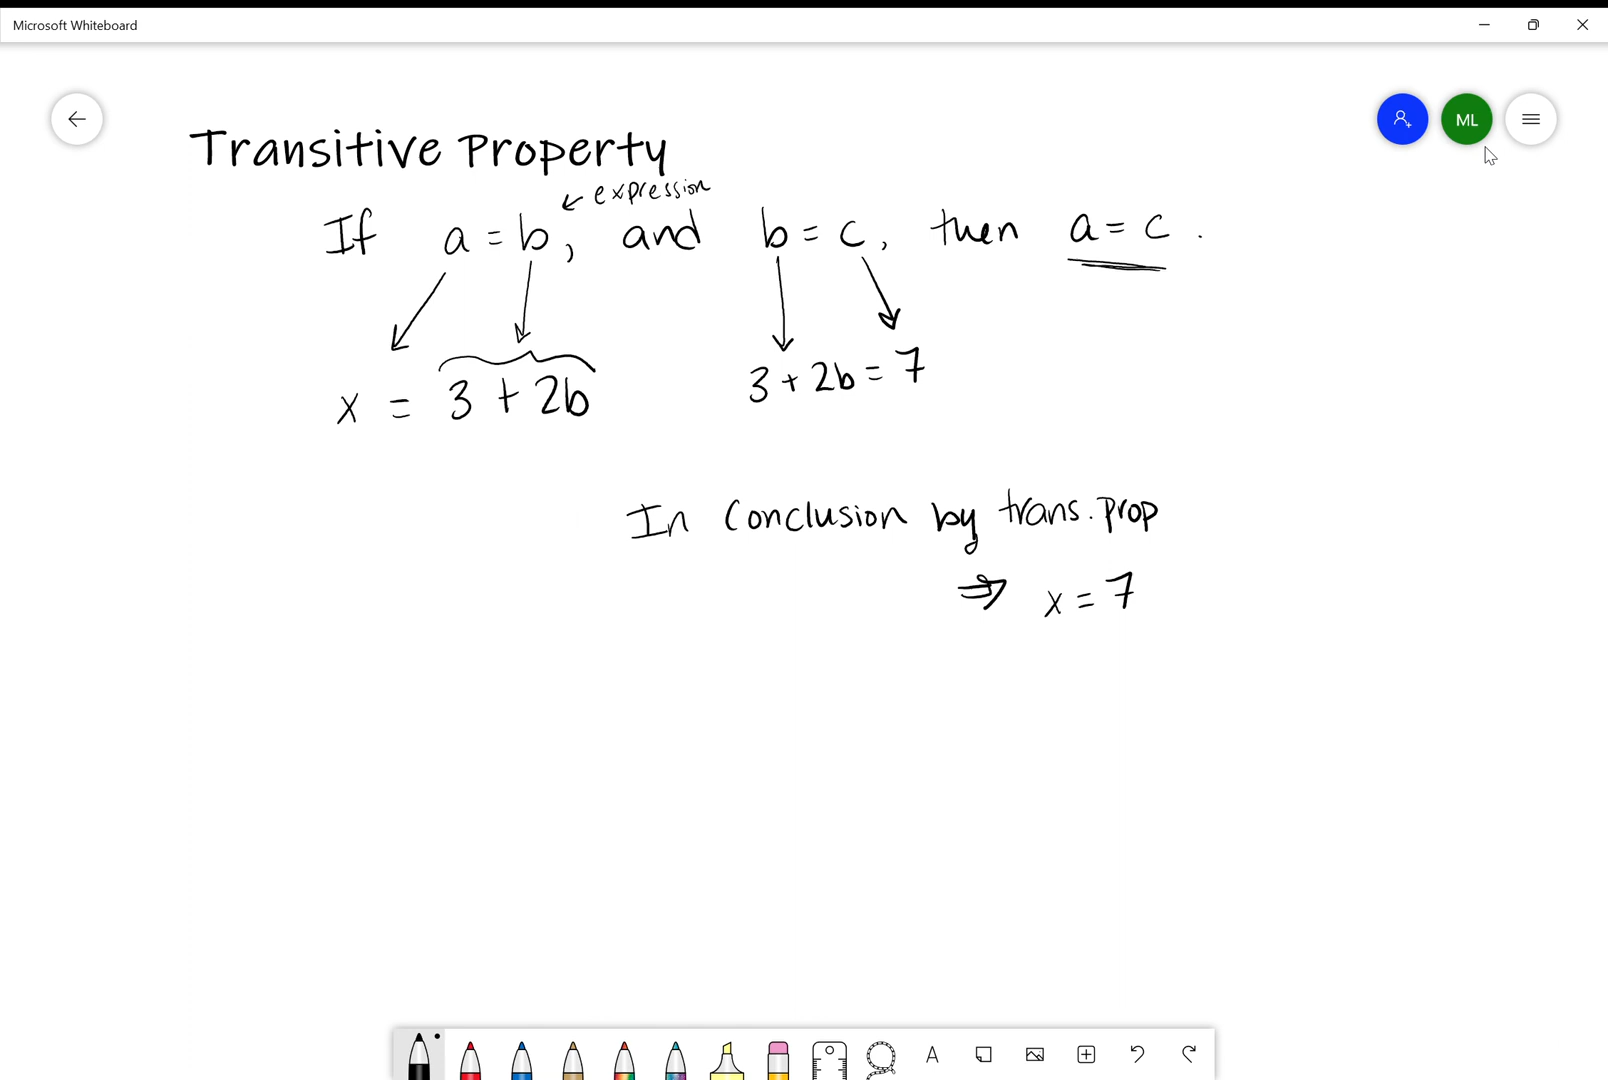 Microsoft Whiteboard
ML
Transitive Property
← expression
If a = b, and b = c, then a = c.
x = 3 + 2b
3 + 2b = 7
In Conclusion by trans. prop
⇒ x = 7
A